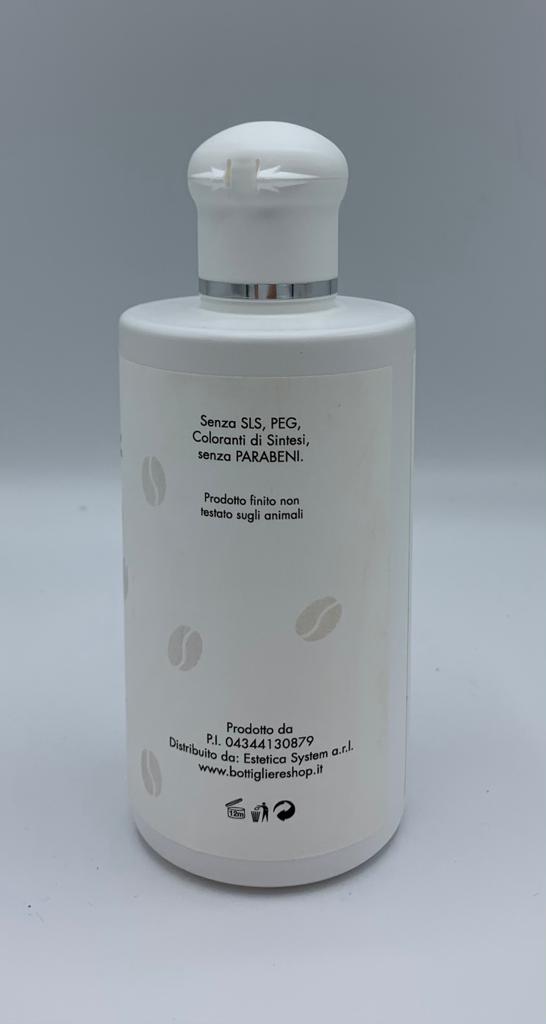 Senza SLS, PEG,
Coloranti di Sintesi,
senza PARABENI.
Prodotto finito non
testato sugli animali
Prodotto da
P.I. 04344130879
Distribuito da: Estetica System a.r.l.
www.bottigliereshop.it
12m